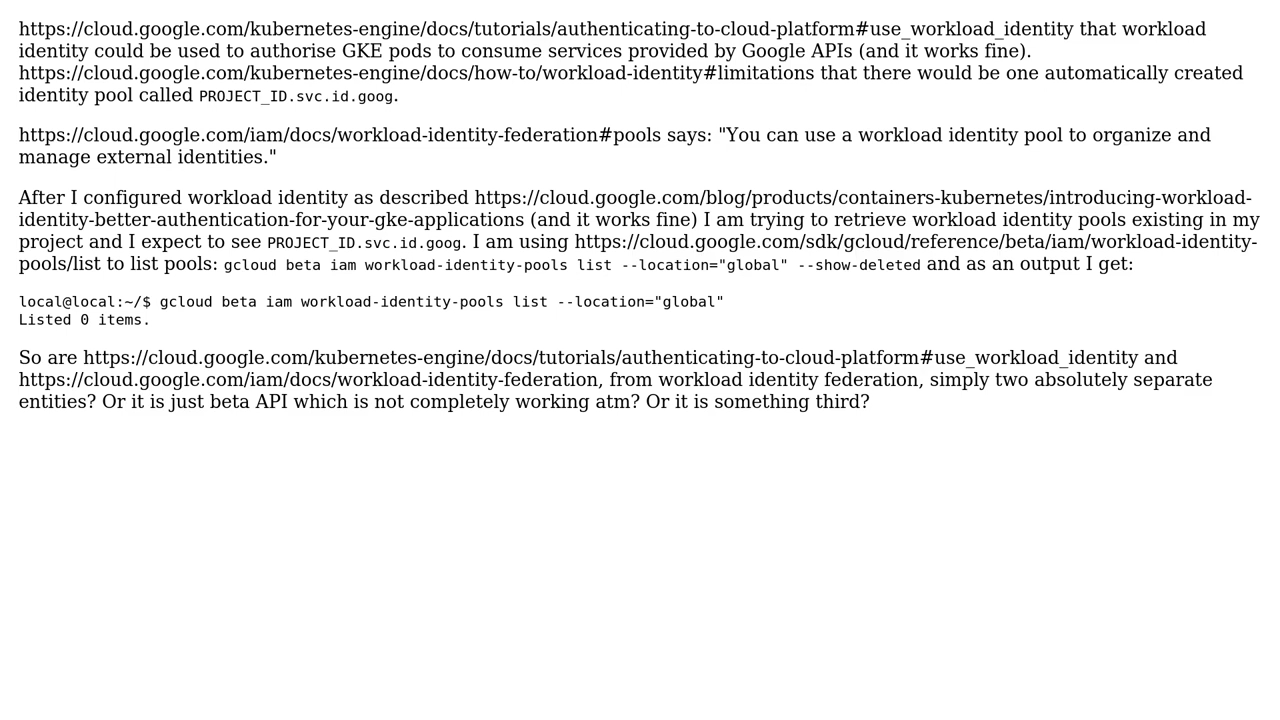 https://cloud.google.com/kubernetes-engine/docs/tutorials/authenticating-to-cloud-platform#use_workload_identity that workload
identity could be used to authorise GKE pods to consume services provided by Google APIs (and it works fine).
https://cloud.google.com/kubernetes-engine/docs/how-to/workload-identity#limitations that there would be one automatically created
identity pool called PROJECT_ID.svc.id.goog.
https://cloud.google.com/iam/docs/workload-identity-federation#pools says: "You can use a workload identity pool to organize and
manage external identities."
After I configured workload identity as described https://cloud.google.com/blog/products/containers-kubernetes/introducing-workload-
identity-better-authentication-for-your-gke-applications (and it works fine) I am trying to retrieve workload identity pools existing in my
project and I expect to see PROJECT_ID.svc.id.goog. I am using https://cloud.google.com/sdk/gcloud/reference/beta/iam/workload-identity-
pools/list to list pools: gcloud beta iam workload-identity-pools list --location="global" --show-deleted and as an output I get:
local@local:~/$ gcloud beta iam workload-identity-pools list --location="global"
Listed 0 items.
So are https://cloud.google.com/kubernetes-engine/docs/tutorials/authenticating-to-cloud-platform#use_workload_identity and
https://cloud.google.com/iam/docs/workload-identity-federation, from workload identity federation, simply two absolutely separate
entities? Or it is just beta API which is not completely working atm? Or it is something third?